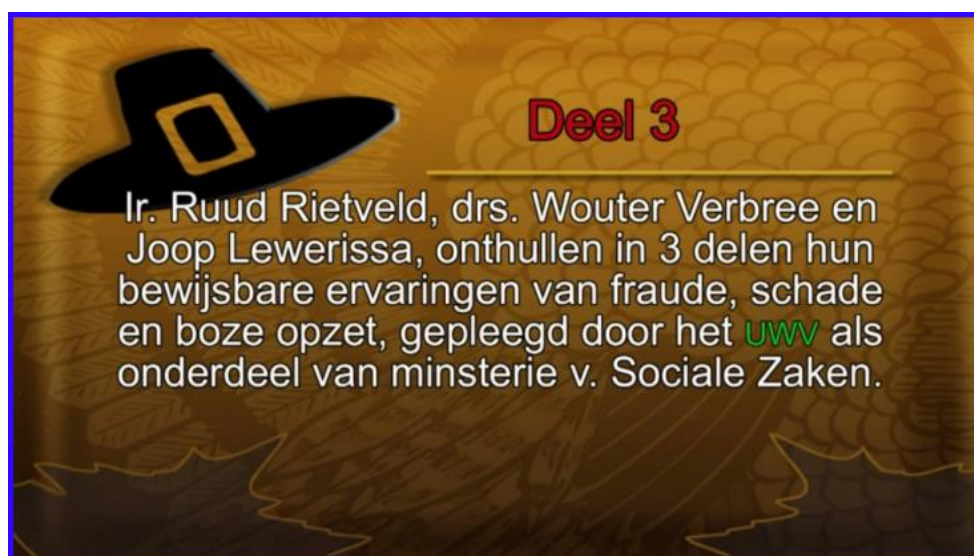 Deel 3
Ir. Ruud Rietveld, drs. Wouter Verbree en
Joop Lewerissa, onthullen in 3 delen hun
bewijsbare ervaringen van fraude, schade
en boze opzet, gepleegd door het UWV als
onderdeel van minsterie v. Sociale Zaken.